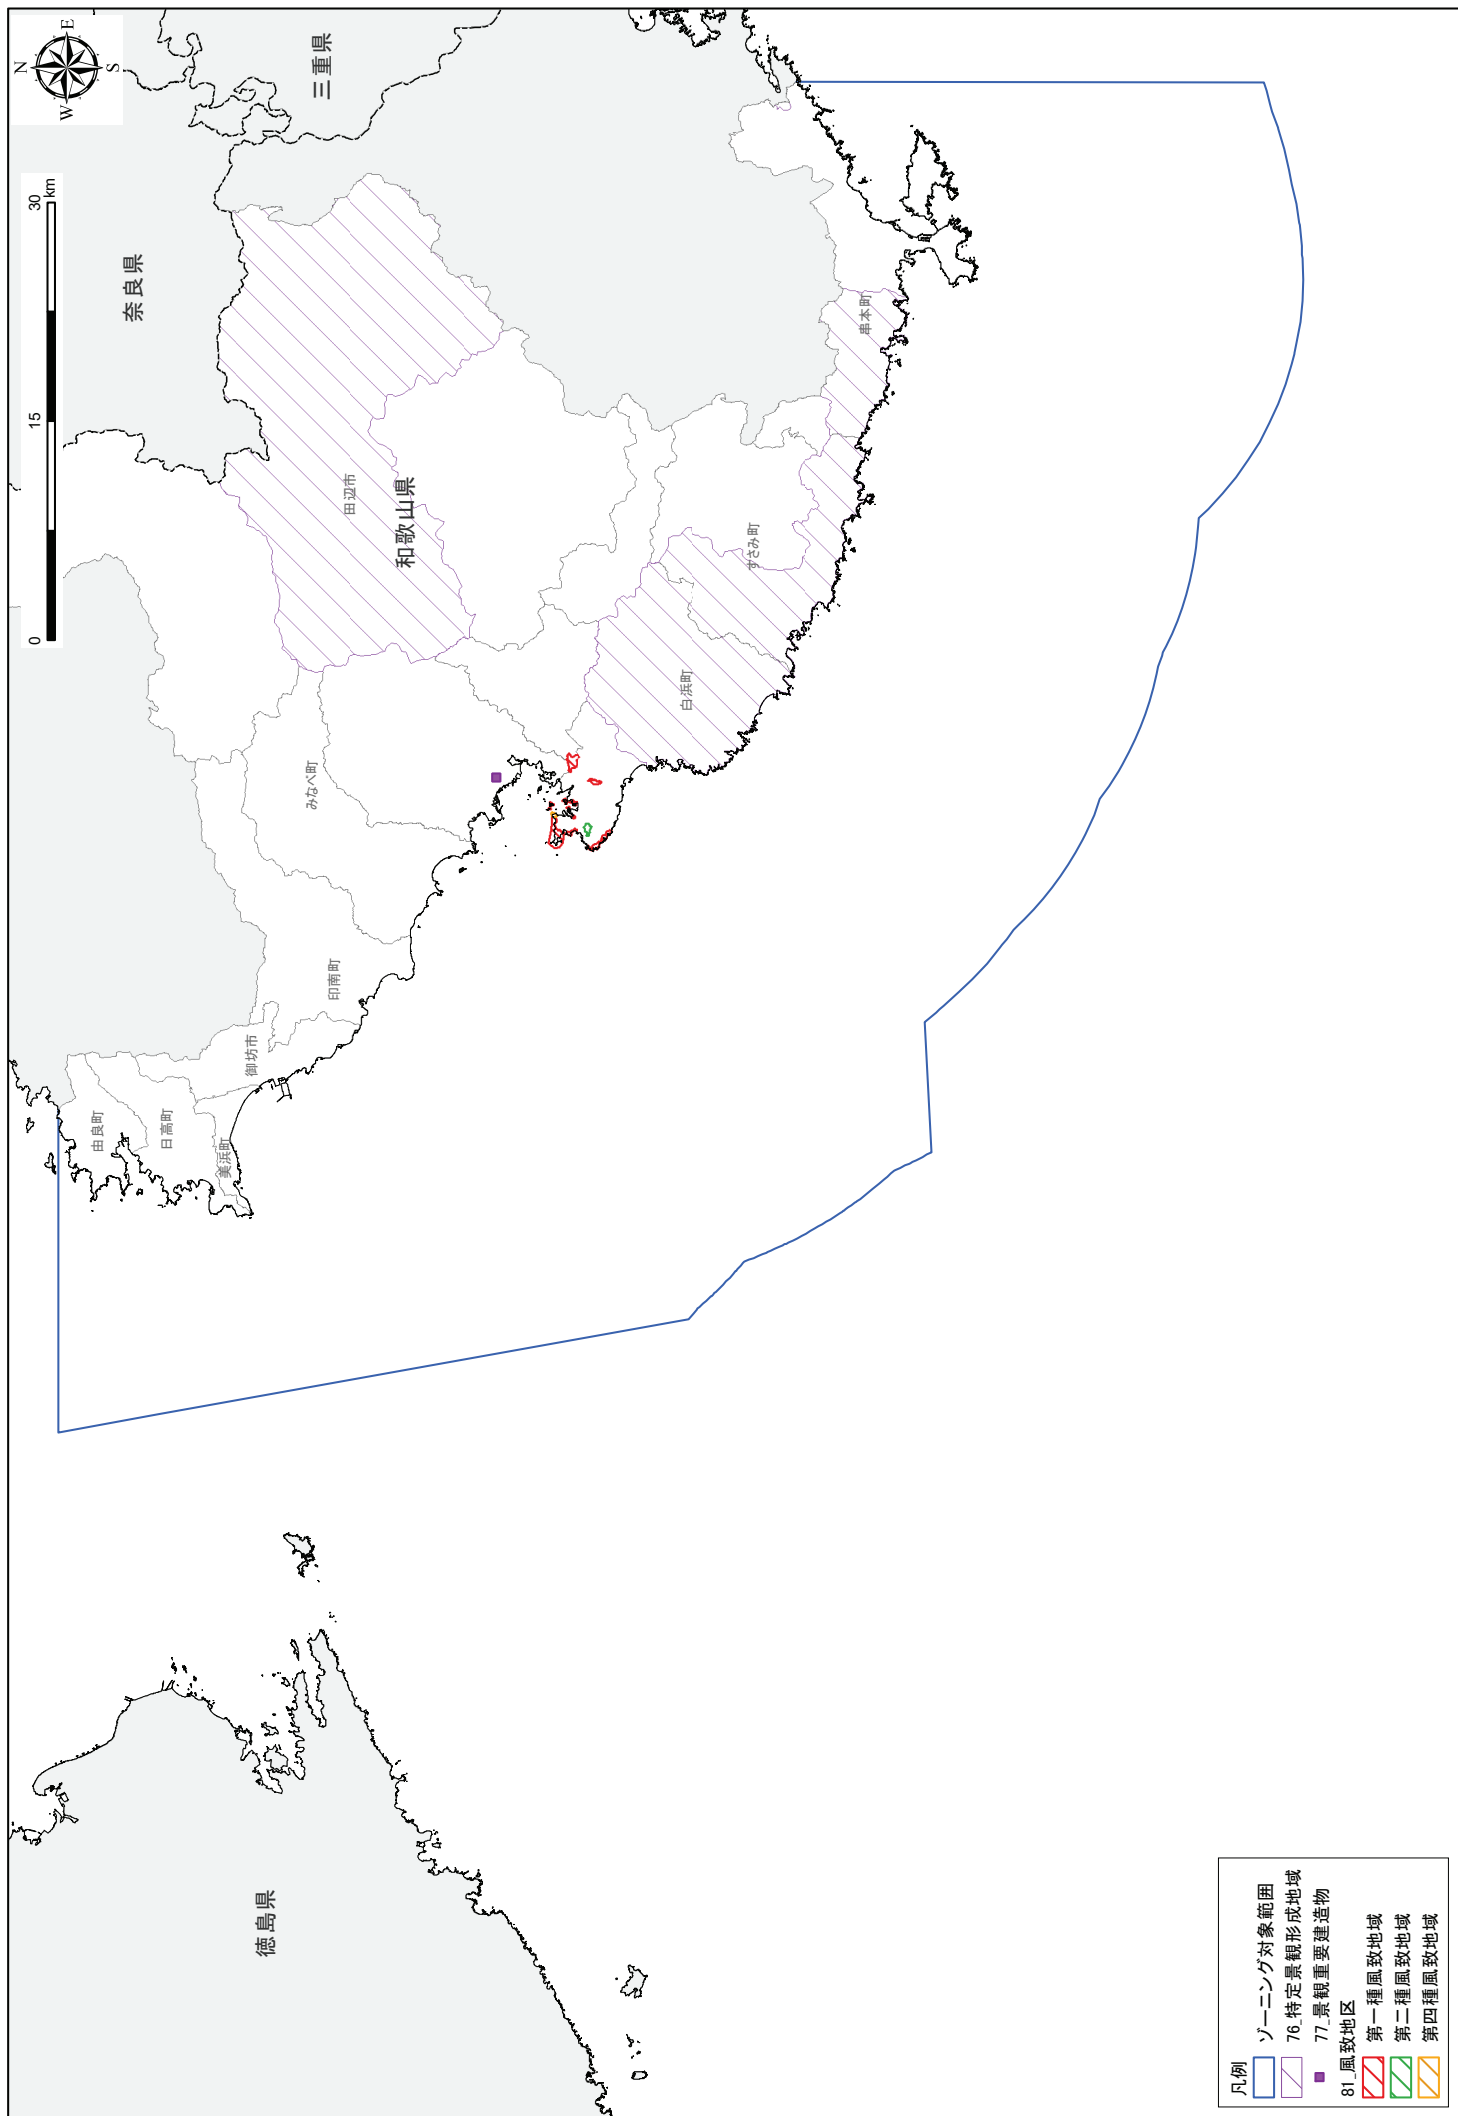 N
E
S
W
三重県
奈良県
和歌山県
徳島県
0
15
30
km
田辺市
みなべ町
印南町
御坊市
由良町
日高町
美浜町
白浜町
すさみ町
串本町
凡例
ゾーニング対象範囲
76_特定景観形成地域
77_景観重要建造物
81_風致地区
第一種風致地域
第二種風致地域
第四種風致地域